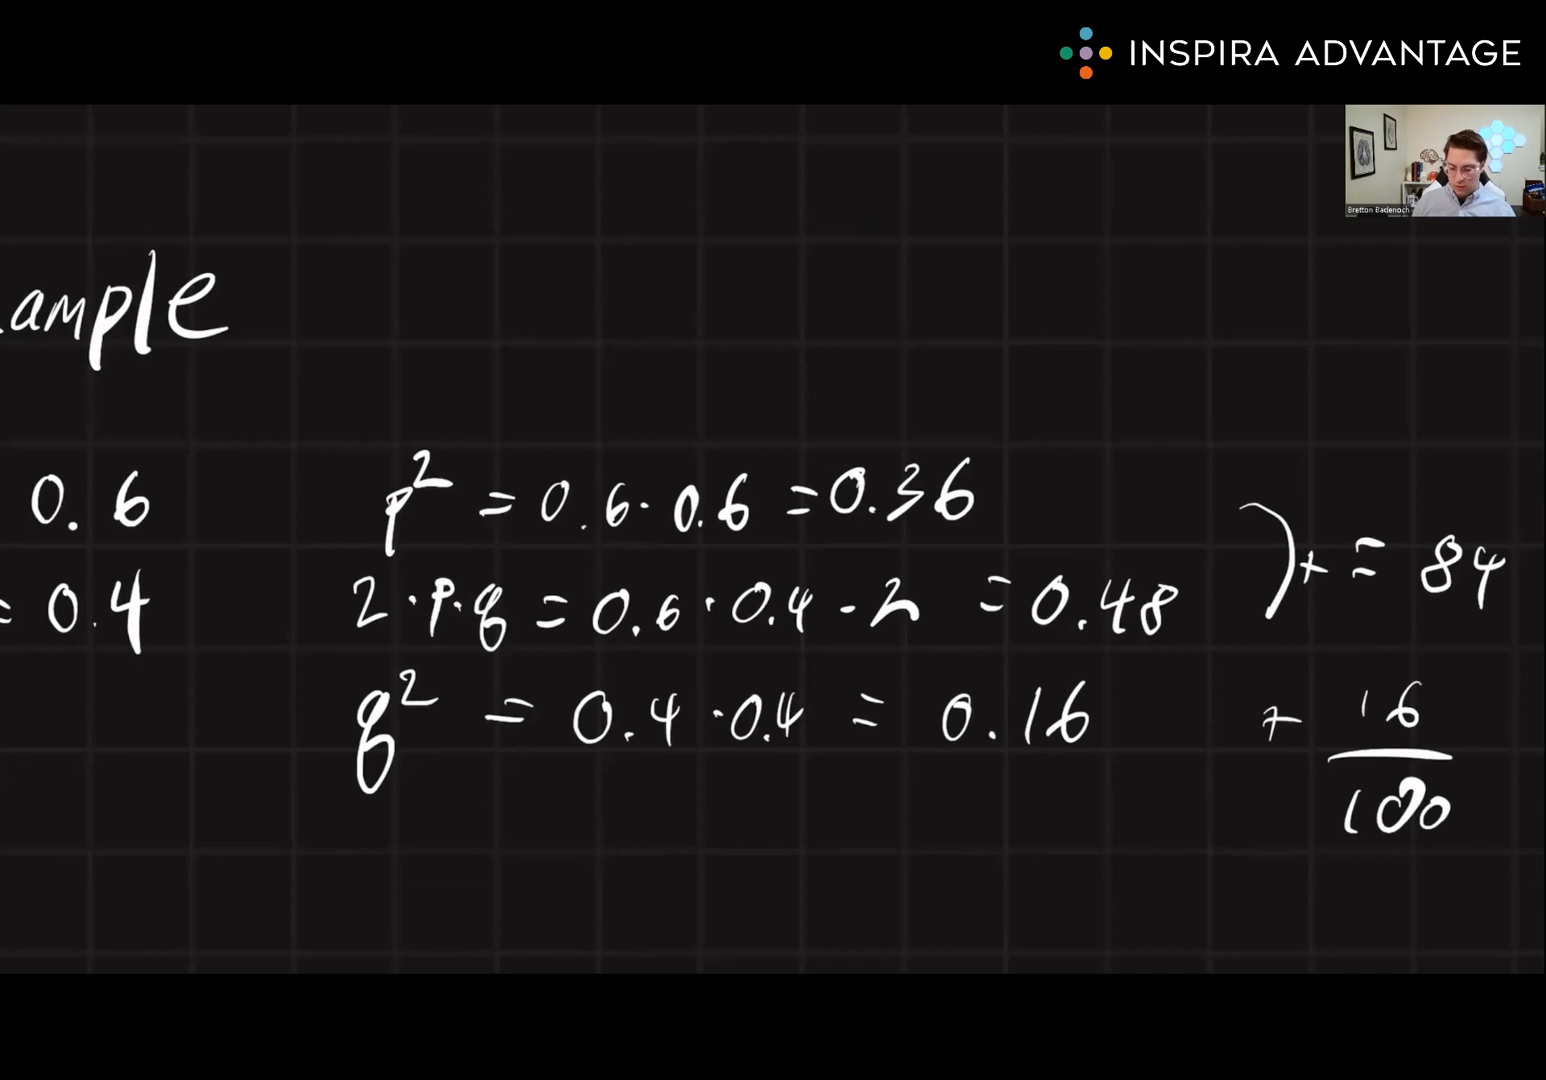 INSPIRA ADVANTAGE
Bretton Badenoch
ample
0.6
= 0.4
p² = 0.6 · 0.6 = 0.36
2 · p · q = 0.6 · 0.4 - 2 = 0.48
q² = 0.4 · 0.4 = 0.16
) + = 84
+ 16
100